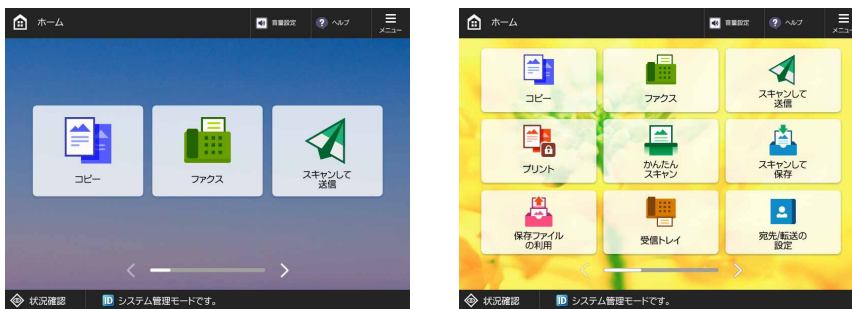 ホーム
音量設定
ヘルプ
メニュー
コピー
ファクス
スキャンして
送信
状況確認
ID システム管理モードです。
ホーム
音量設定
ヘルプ
メニュー
コピー
ファクス
スキャンして
送信
プリント
かんたん
スキャン
スキャンして
保存
保存ファイル
の利用
受信トレイ
宛先/転送の
設定
状況確認
ID システム管理モードです。